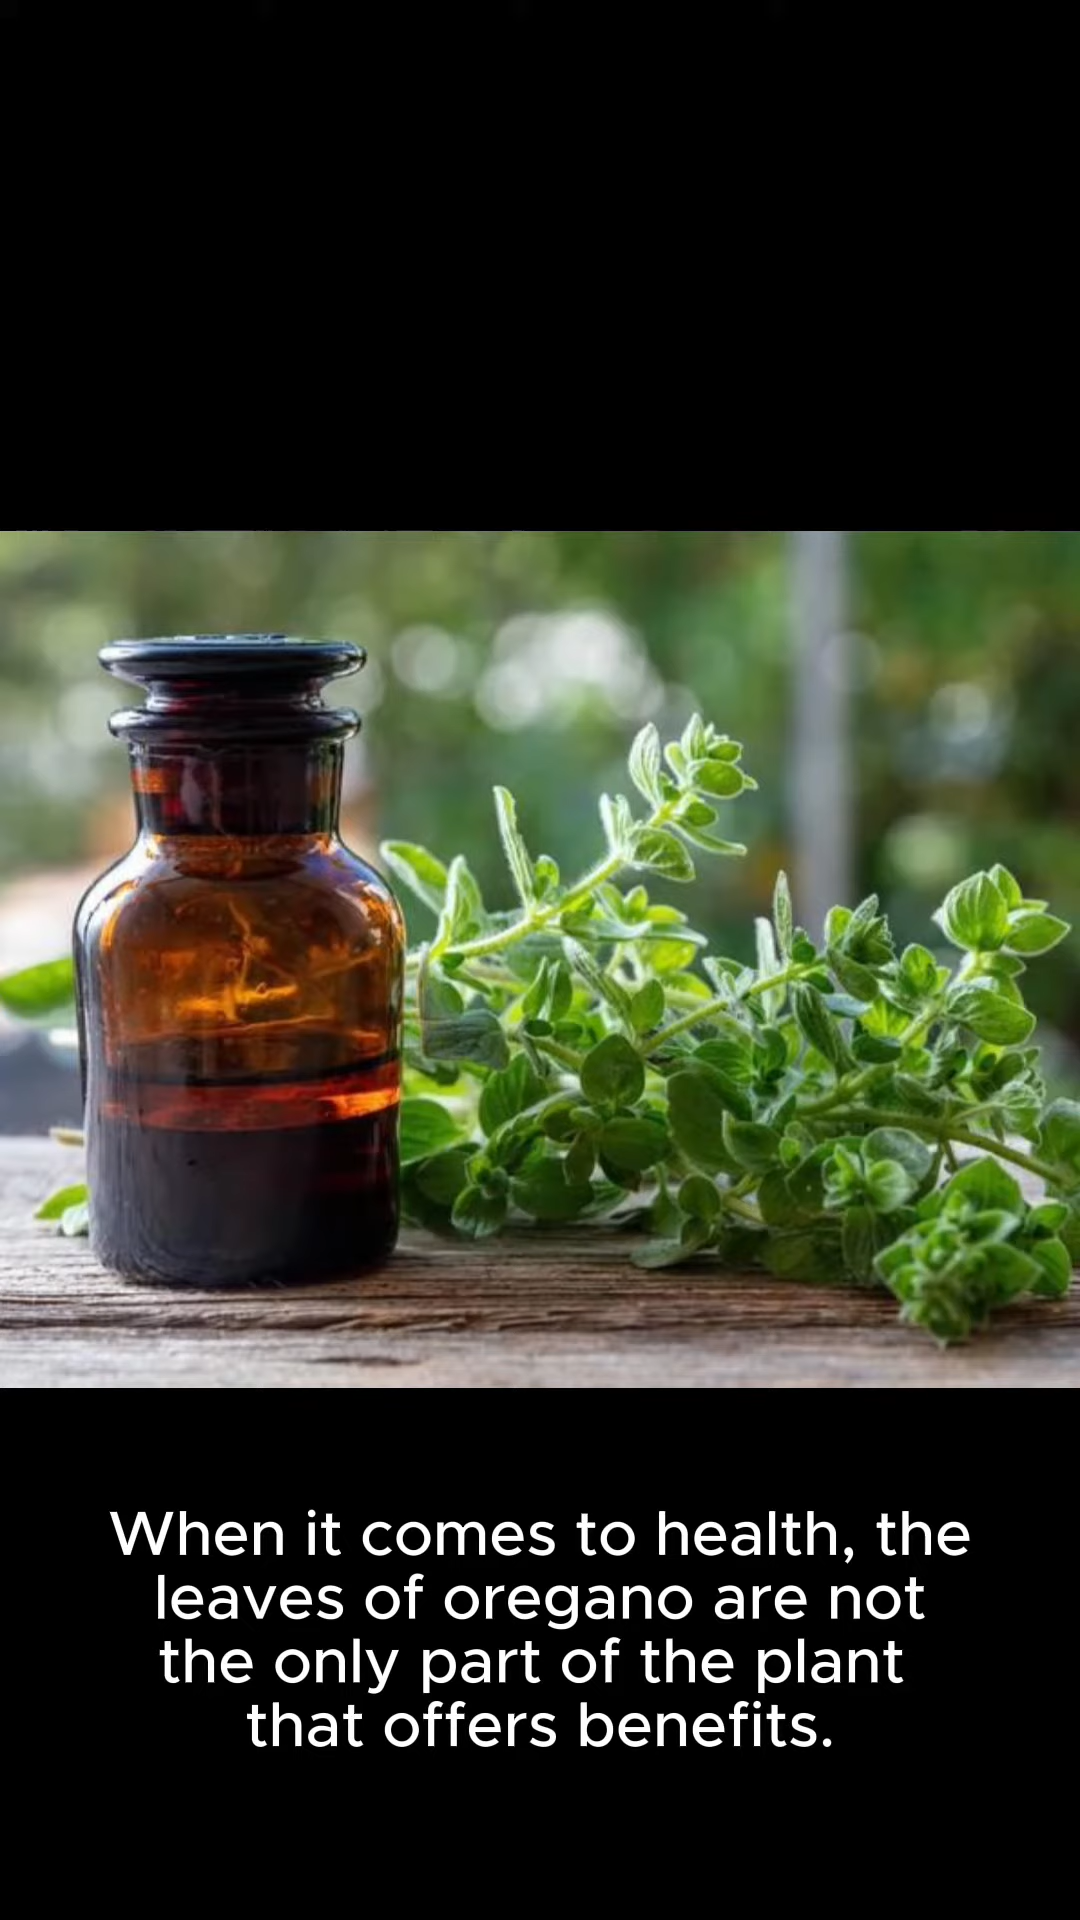 When it comes to health, the
leaves of oregano are not
the only part of the plant
that offers benefits.